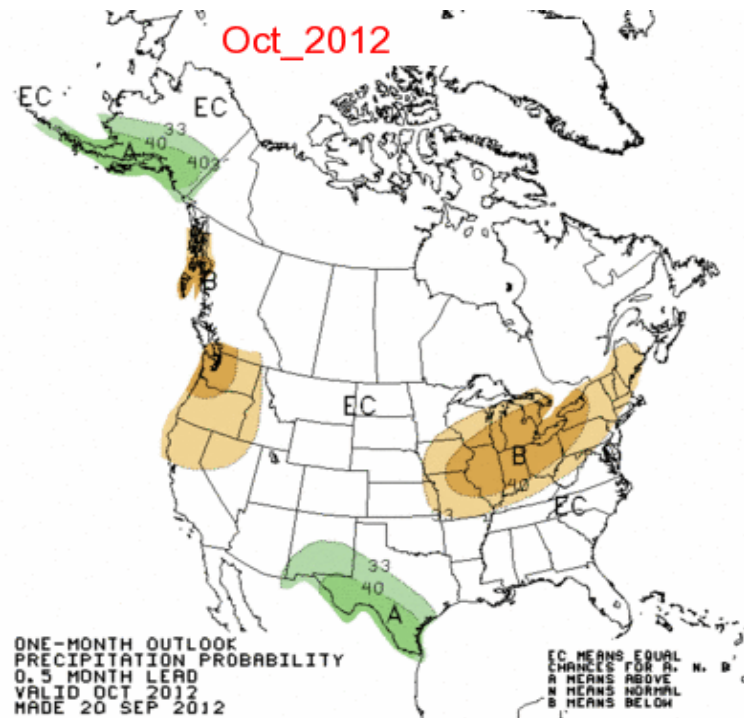 Oct_2012
EC
EC
33
40
A
403
B
EC
B
40
33
EC
33
40
A
ONE-MONTH OUTLOOK
PRECIPITATION PROBABILITY
0.5 MONTH LEAD
VALID OCT 2012
MADE 20 SEP 2012
EC MEANS EQUAL
CHANCES FOR A, N, B
A MEANS ABOVE
N MEANS NORMAL
B MEANS BELOW